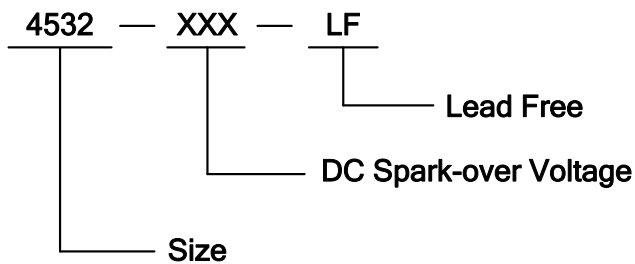 4532 — XXX — LF
Lead Free
DC Spark-over Voltage
Size